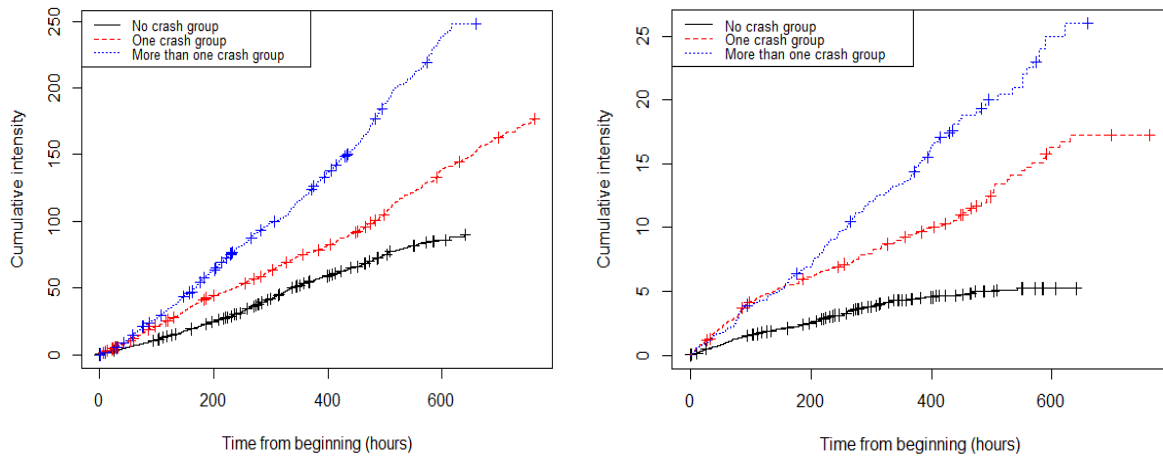 No crash group
One crash group
More than one crash group
250
200
150
100
50
0
Cumulative intensity
0 200 400 600
Time from beginning (hours)
No crash group
One crash group
More than one crash group
25
20
15
10
5
0
Cumulative intensity
0 200 400 600
Time from beginning (hours)